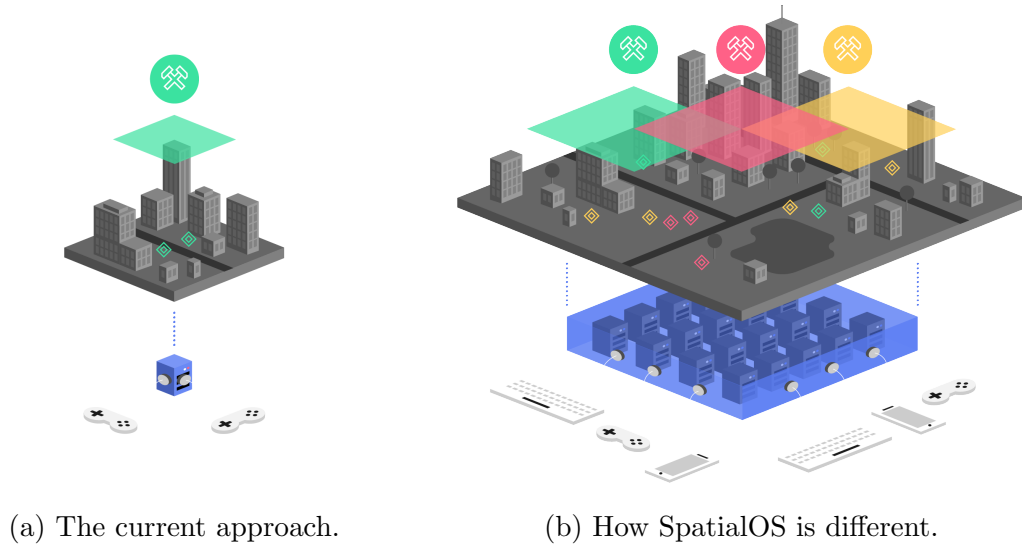 (a) The current approach.
(b) How SpatialOS is different.